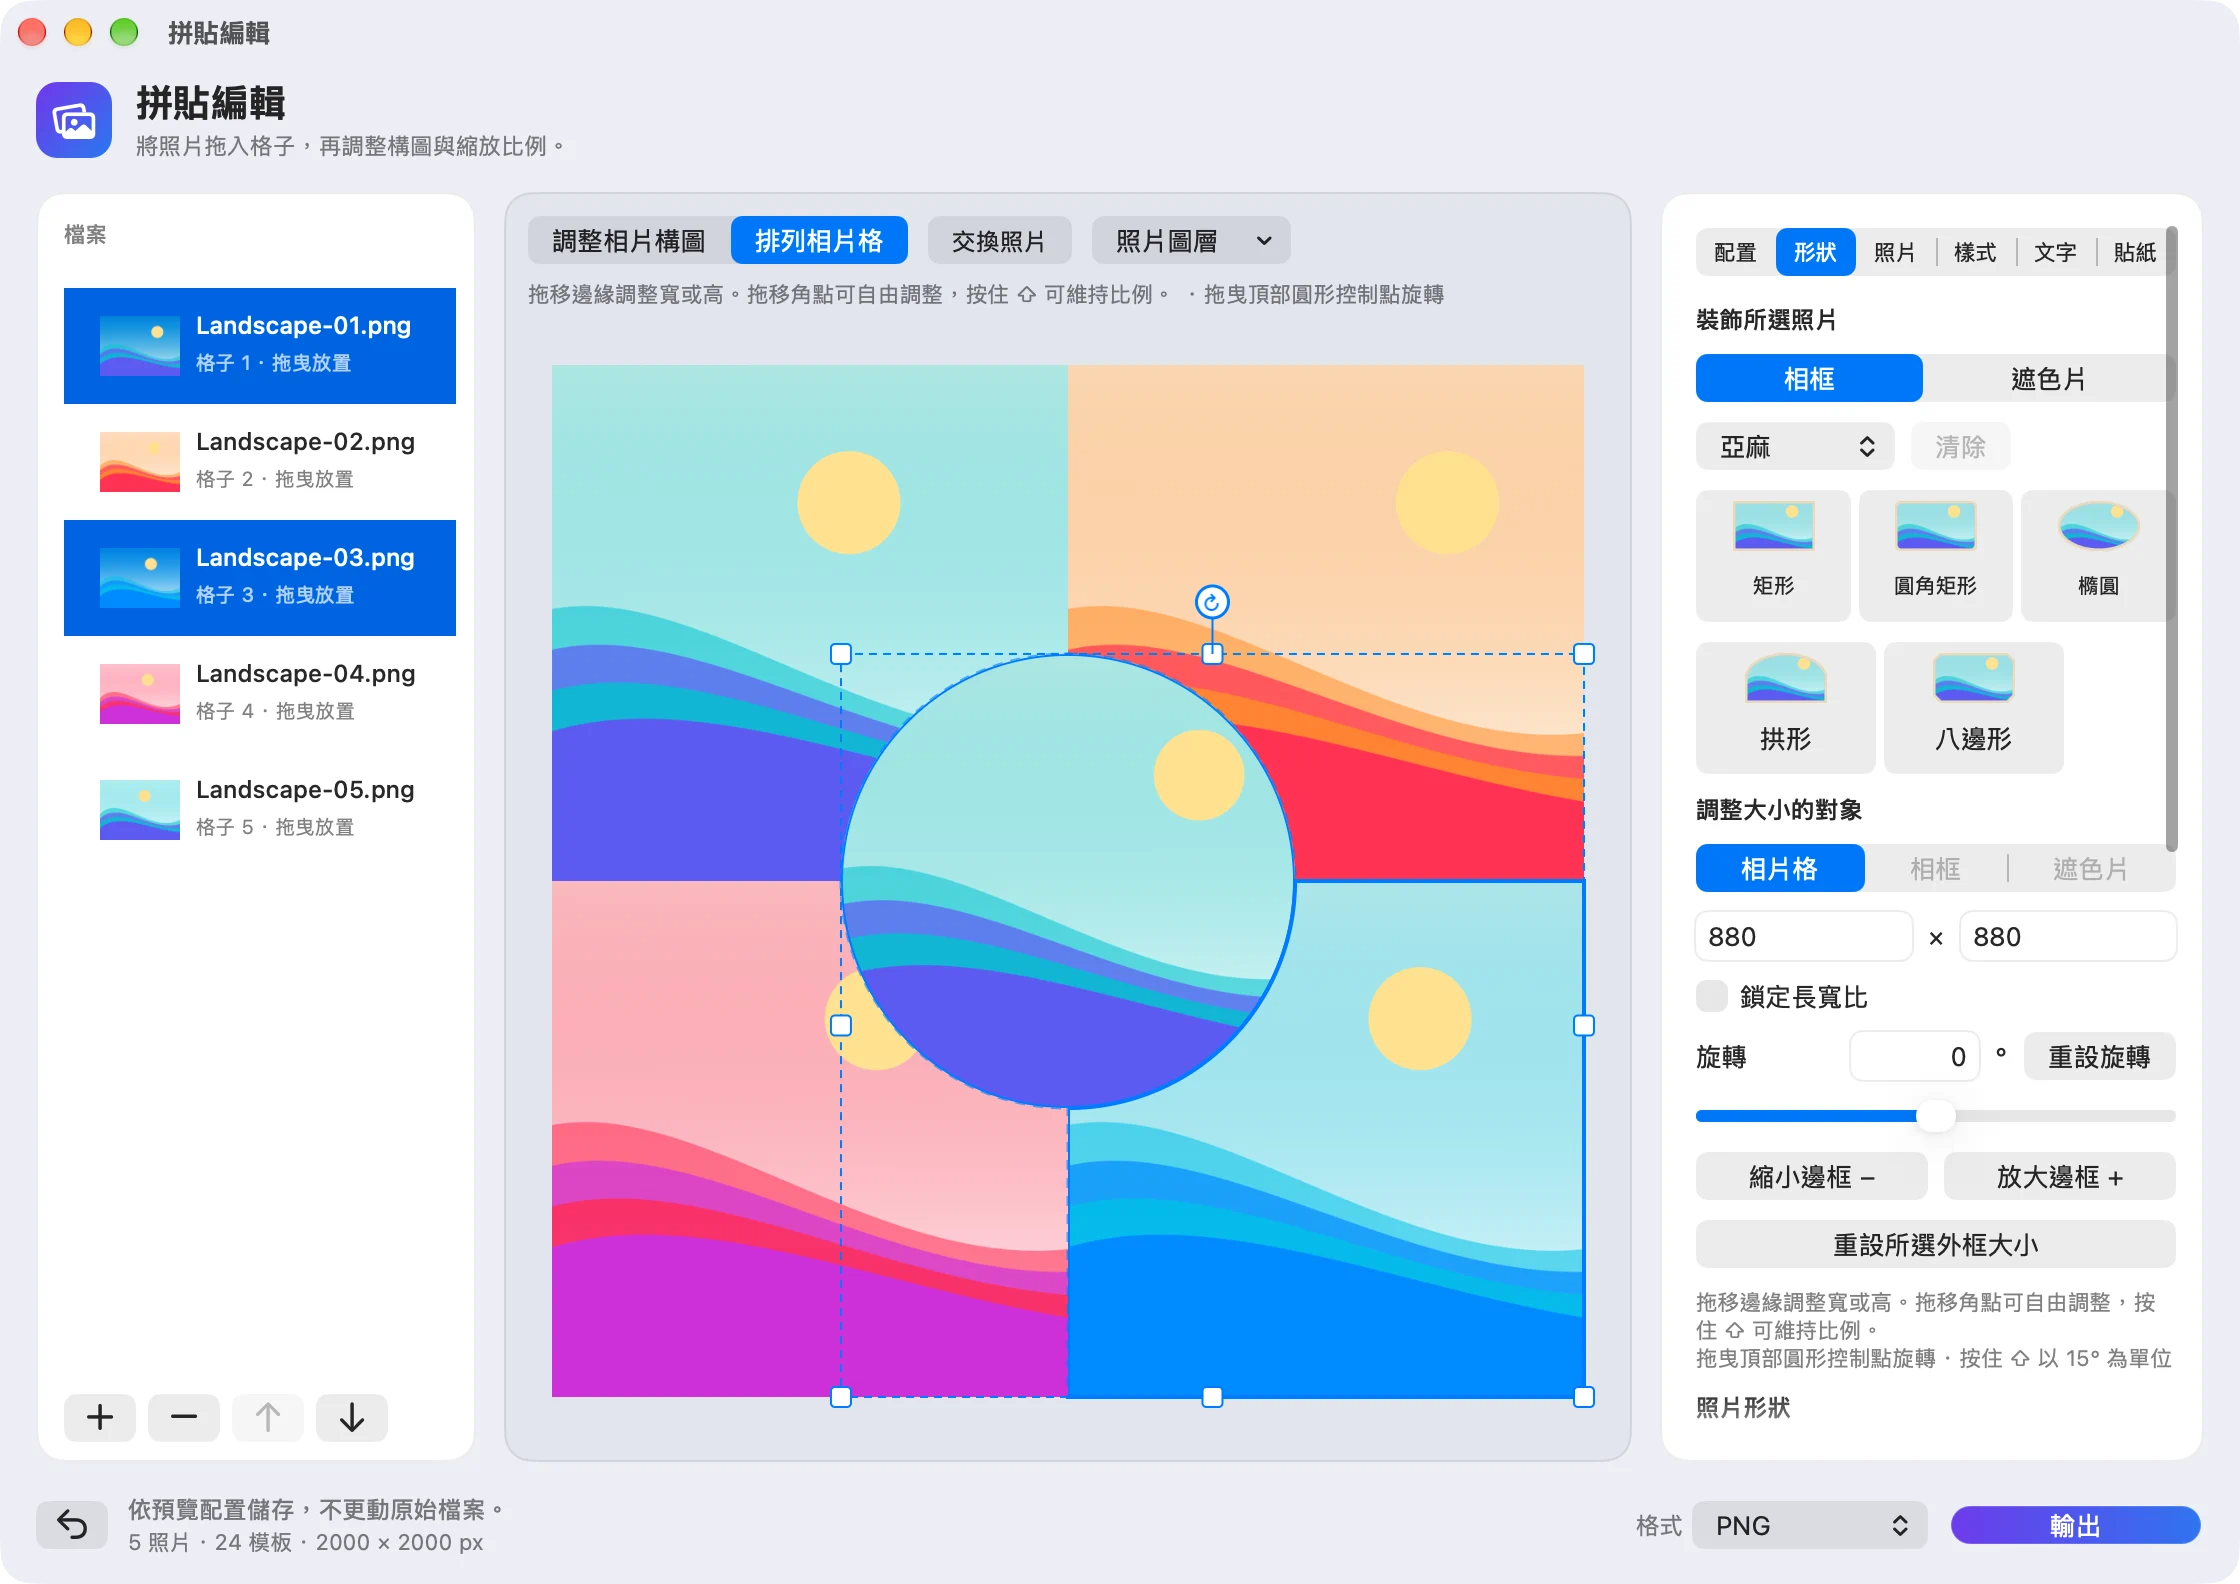 拼貼編輯
拼貼編輯
將照片拖入格子，再調整構圖與縮放比例。
檔案
Landscape-01.png
格子 1 · 拖曳放置
Landscape-02.png
格子 2 · 拖曳放置
Landscape-03.png
格子 3 · 拖曳放置
Landscape-04.png
格子 4 · 拖曳放置
Landscape-05.png
格子 5 · 拖曳放置
調整相片構圖 排列相片格 交換照片 照片圖層
拖移邊緣調整寬或高。拖移角點可自由調整，按住 ⇧ 可維持比例。 · 拖曳頂部圓形控制點旋轉
配置 形狀 照片 樣式 文字 貼紙
裝飾所選照片
相框 遮色片
亞麻 清除
矩形 圓角矩形 橢圓
拱形 八邊形
調整大小的對象
相片格 相框 遮色片
880 × 880
鎖定長寬比
旋轉 0 ° 重設旋轉
縮小邊框 − 放大邊框 +
重設所選外框大小
拖移邊緣調整寬或高。拖移角點可自由調整，按
住 ⇧ 可維持比例。
拖曳頂部圓形控制點旋轉 · 按住 ⇧ 以 15° 為單位
照片形狀
依預覽配置儲存，不更動原始檔案。
5 照片 · 24 模板 · 2000 × 2000 px
格式 PNG 輸出